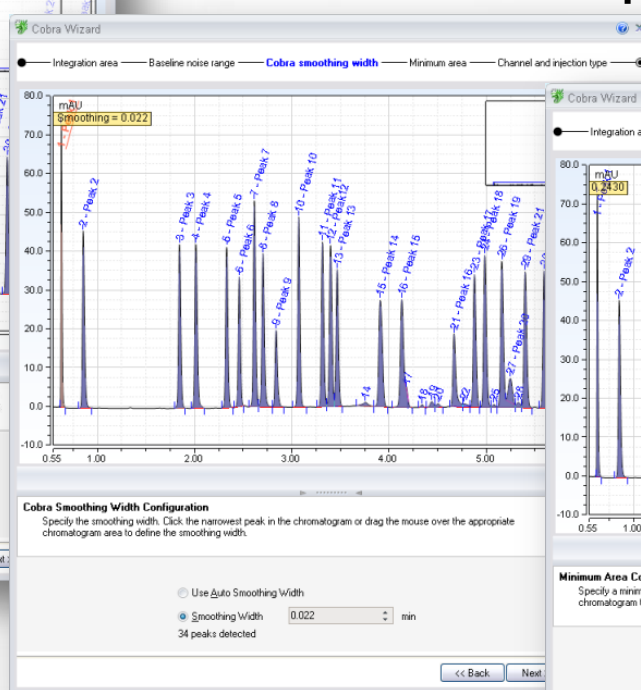 Cobra Wizard
Integration area
Baseline noise range
Cobra smoothing width
Minimum area
Channel and injection type
80.0
mAU
Smoothing = 0.022
70.0
60.0
50.0
40.0
30.0
20.0
10.0
0.0
-10.0
0.55
1.00
2.00
3.00
4.00
5.00
2 - Peak 2
3 - Peak 3
4 - Peak 4
5 - Peak 5
6 - Peak 6
7 - Peak 7
8 - Peak 8
9 - Peak 9
10 - Peak 10
11 - Peak 11
12 - Peak 12
13 - Peak 13
14
15 - Peak 14
16 - Peak 15
17
18
19
20
21 - Peak 16
22
23
26 - Peak 19
27 - Peak 20
28
29 - Peak 21
Cobra Smoothing Width Configuration
Specify the smoothing width. Click the narrowest peak in the chromatogram or drag the mouse over the appropriate
chromatogram area to define the smoothing width.
Use Auto Smoothing Width
Smoothing Width
0.022
min
34 peaks detected
<< Back
Next
Cobra Wizard
Integration a
80.0
mAU
0.2430
70.0
60.0
50.0
40.0
30.0
20.0
10.0
0.0
-10.0
0.55
1.00
2 - Peak 2
Minimum Area Co
Specify a minim
chromatogram